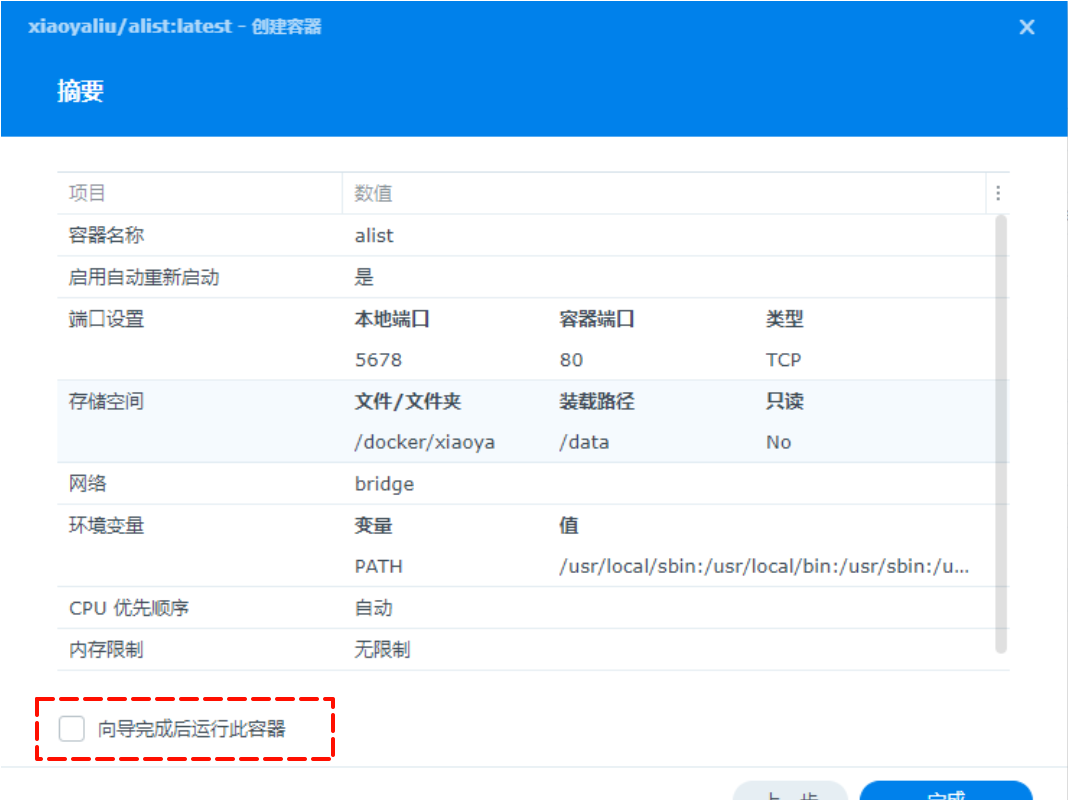 xiaoyaliu/alist:latest - 创建容器
摘要
项目 数值
容器名称 alist
启用自动重新启动 是
端口设置 本地端口 容器端口 类型
5678 80 TCP
存储空间 文件/文件夹 装载路径 只读
/docker/xiaoya /data No
网络 bridge
环境变量 变量 值
PATH /usr/local/sbin:/usr/local/bin:/usr/sbin:/u...
CPU 优先顺序 自动
内存限制 无限制
向导完成后运行此容器
上一步 完成